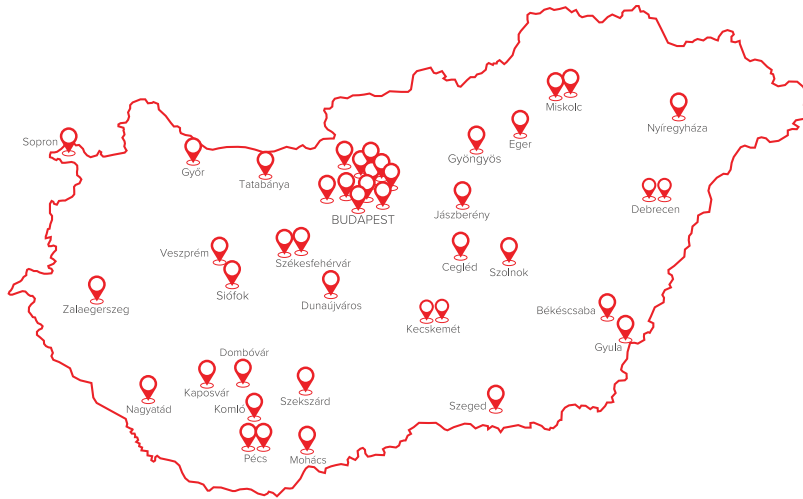 Miskolc
Nyíregyháza
Sopron
Eger
Gyöngyös
Győr
Tatabánya
Debrecen
Jászberény
BUDAPEST
Veszprém
Székesfehérvár
Cegléd
Szolnok
Siófok
Dunaújváros
Zalaegerszeg
Békéscsaba
Kecskemét
Gyula
Dombóvár
Kaposvár
Szekszárd
Nagyatád
Komló
Szeged
Pécs
Mohács